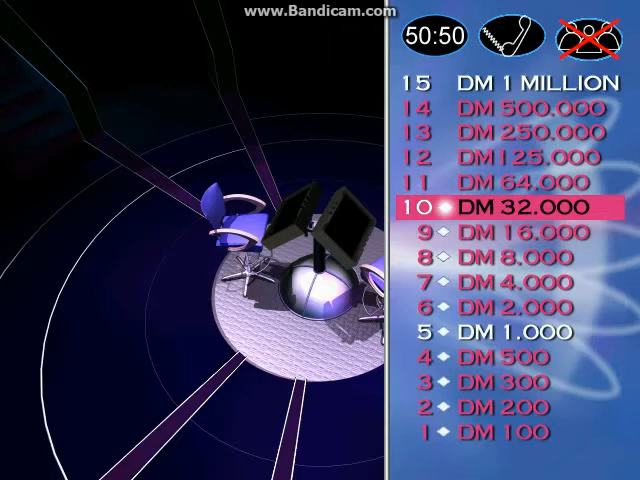 www.Bandicam.com
50:50
15 DM 1 MILLION
14 DM 500.000
13 DM 250.000
12 DM125.000
11 DM 64.000
10 DM 32.000
9 DM 16.000
8 DM 8.000
7 DM 4.000
6 DM 2.000
5 DM 1.000
4 DM 500
3 DM 300
2 DM 200
1 DM 100